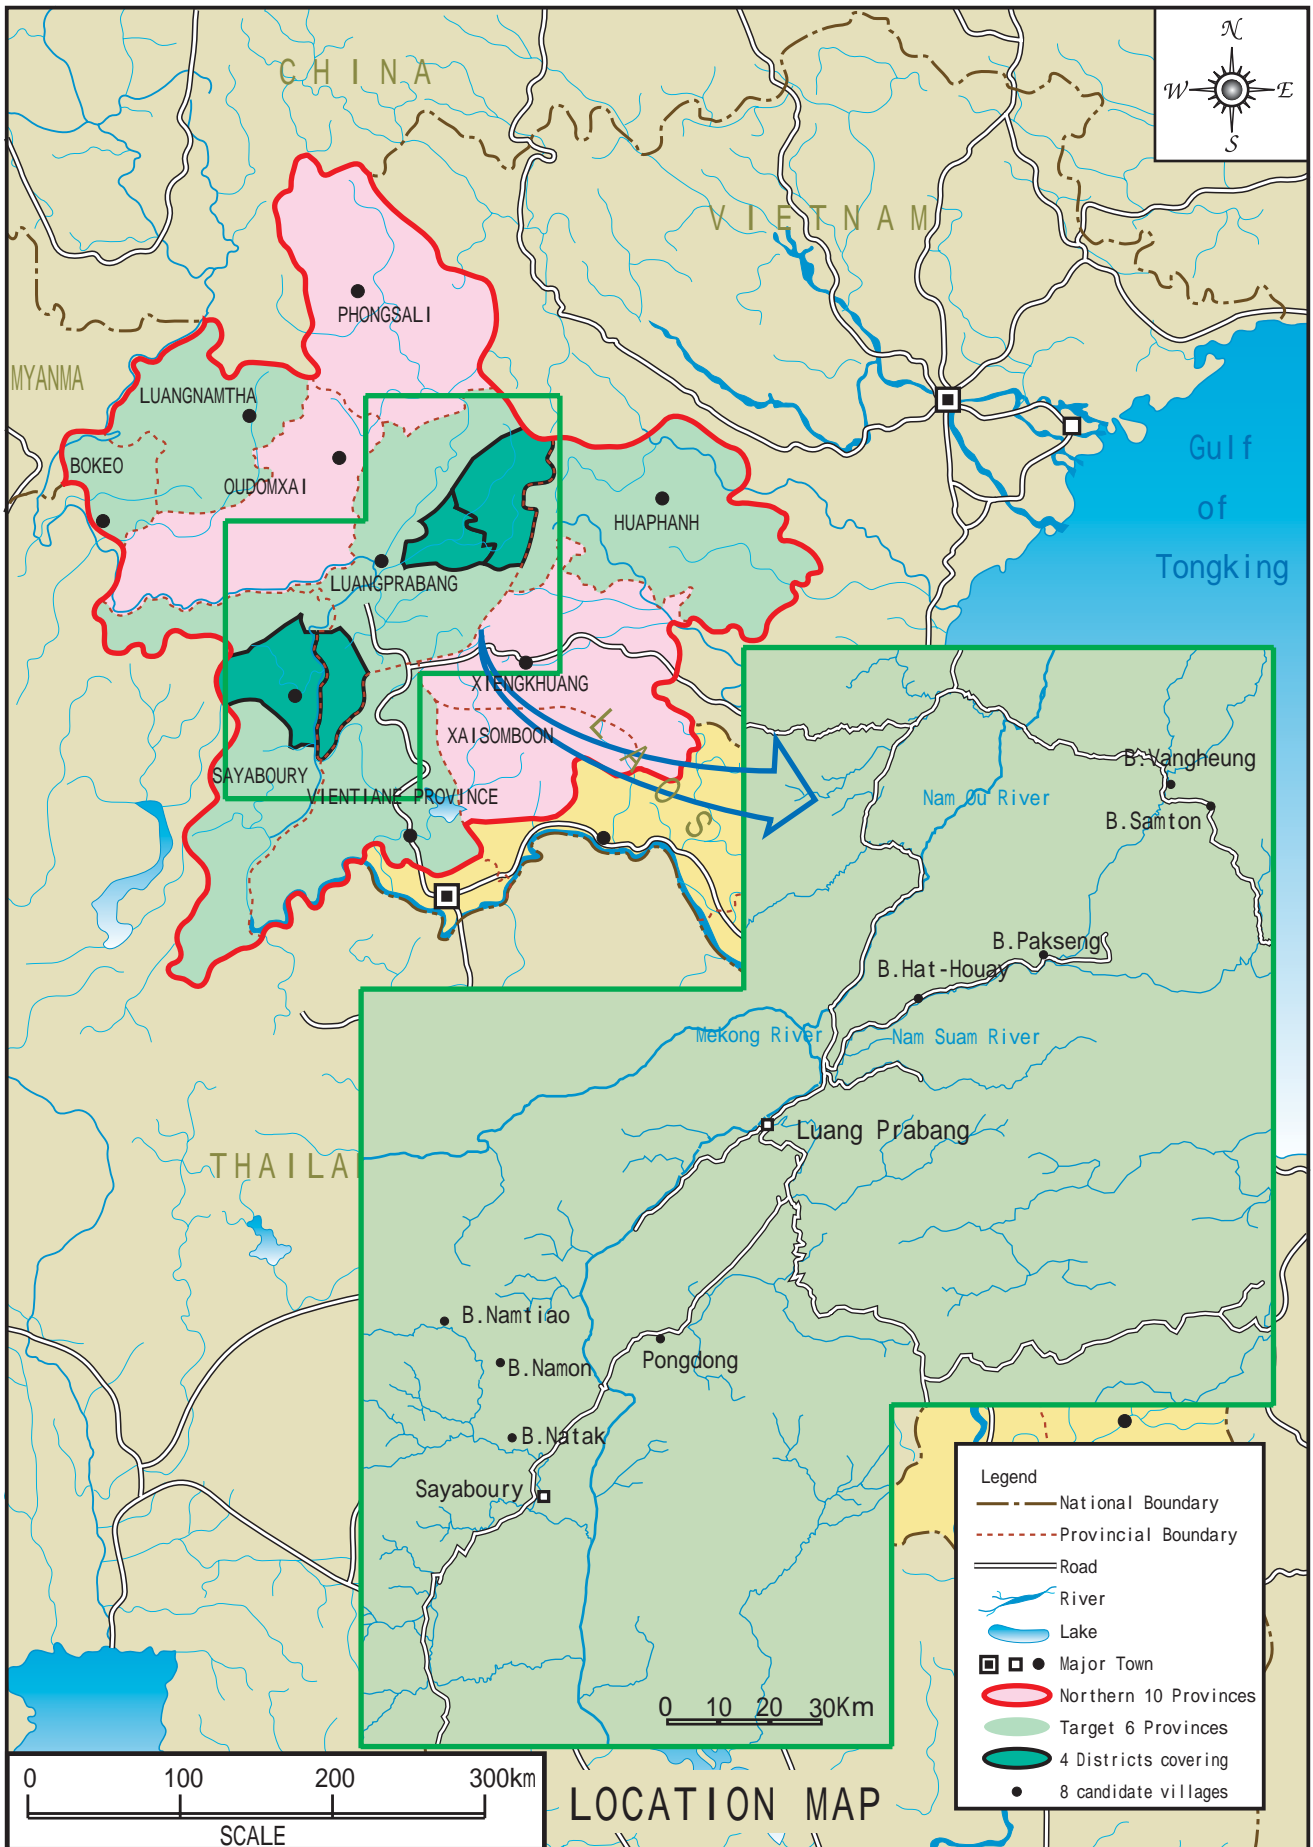 N
W E
S
CHINA
VIETNAM
PHONGSALI
MYANMA
LUANGNAMTHA
BOKEO
OUDOMXAI
HUAPHANH
LUANGPRABANG
Gulf
of
Tongking
XIENGKHUANG
XAISOMBOON
SAYABOURY
VIENTIANE PROVINCE
LAOS
B.Vangheung
Nam Ou River
B.Samton
B.Pakseng
B.Hat-Houay
Mekong River
Nam Suam River
Luang Prabang
THAILA
B.Namtiao
B.Namon
Pongdong
B.Natak
Sayaboury
0 10 20 30Km
Legend
National Boundary
Provincial Boundary
Road
River
Lake
Major Town
Northern 10 Provinces
Target 6 Provinces
4 Districts covering
8 candidate villages
0 100 200 300km
SCALE
LOCATION MAP